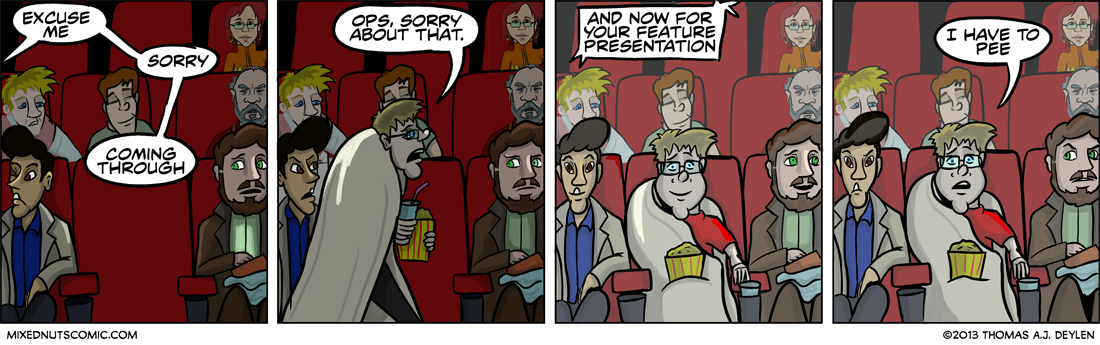 EXCUSE
ME
SORRY
COMING
THROUGH
OPS, SORRY
ABOUT THAT.
AND NOW FOR
YOUR FEATURE
PRESENTATION
I HAVE TO
PEE
MIXEDNUTSCOMIC.COM
©2013 THOMAS A.J. DEYLEN